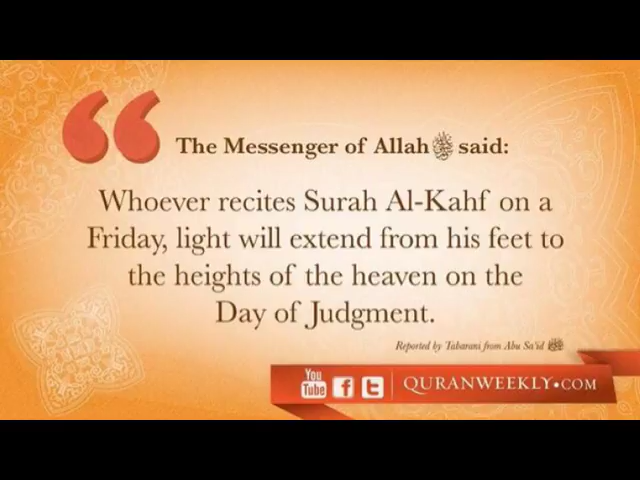 The Messenger of Allah ﷺ said:
Whoever recites Surah Al-Kahf on a
Friday, light will extend from his feet to
the heights of the heaven on the
Day of Judgment.
Reported by Tabarani from Abu Sa'id
You Tube f t QURANWEEKLY•COM